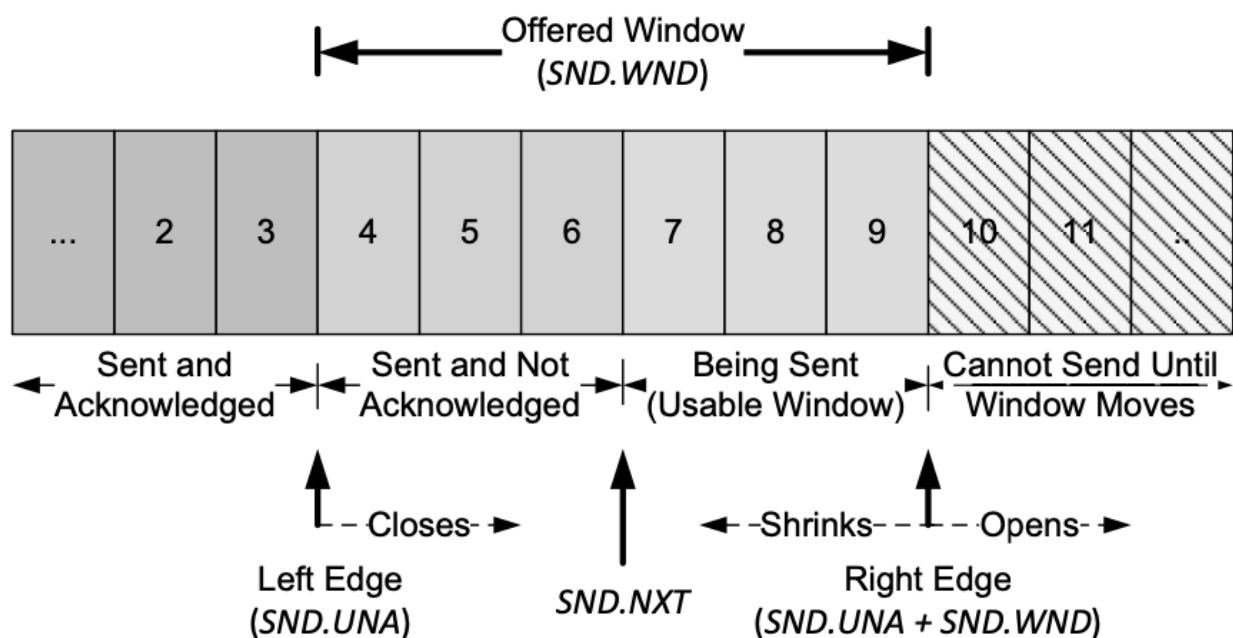 Offered Window
(SND.WND)
... 2 3 4 5 6 7 8 9 10 11 ..
Sent and Acknowledged
Sent and Not Acknowledged
Being Sent (Usable Window)
Cannot Send Until Window Moves
Closes
Shrinks
Opens
Left Edge
(SND.UNA)
SND.NXT
Right Edge
(SND.UNA + SND.WND)